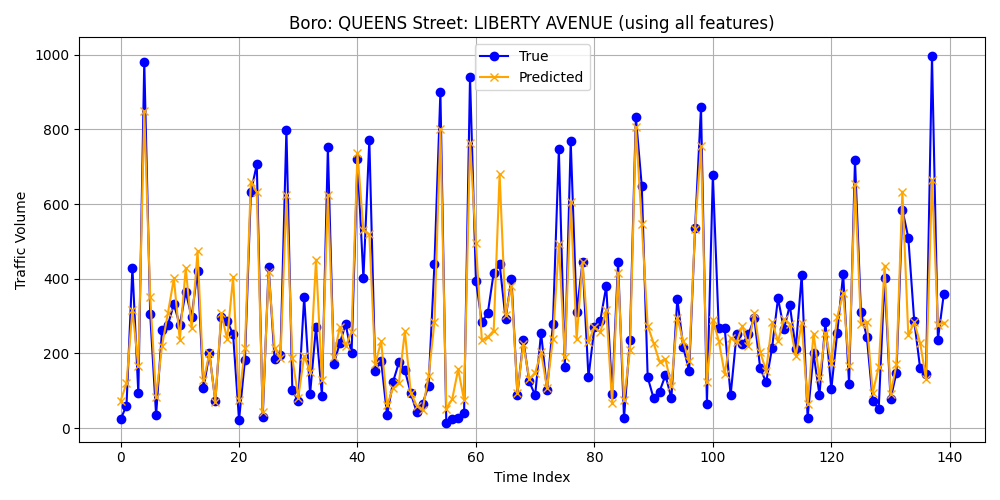 Boro: QUEENS Street: LIBERTY AVENUE (using all features)
True
Predicted
Traffic Volume
1000
800
600
400
200
0
0 20 40 60 80 100 120 140
Time Index